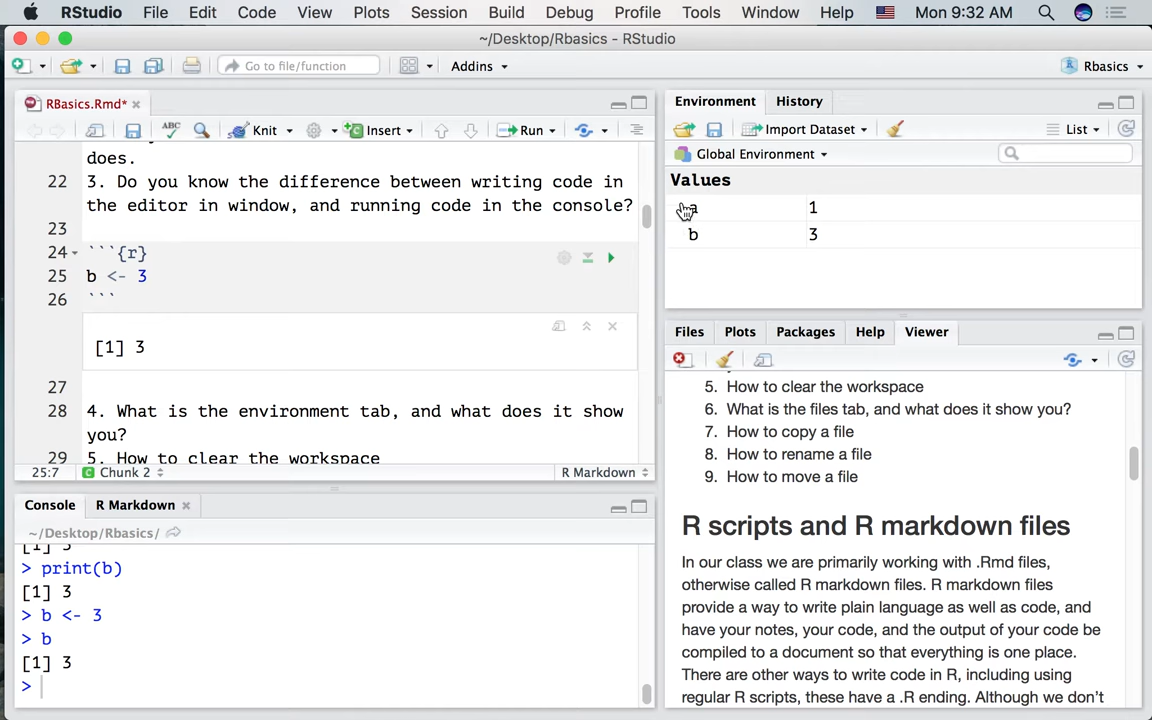 RStudio File Edit Code View Plots Session Build Debug Profile Tools Window Help Mon 9:32 AM
~/Desktop/Rbasics - RStudio
Go to file/function Addins Rbasics
RBasics.Rmd*
Knit Insert Run
does.
22 3. Do you know the difference between writing code in
the editor in window, and running code in the console?
23
24 ```{r}
25 b <- 3
26 ```
[1] 3
27
28 4. What is the environment tab, and what does it show
you?
29 5. How to clear the workspace
25:7 Chunk 2 R Markdown
Console R Markdown
~/Desktop/Rbasics/
[1] 3
> print(b)
[1] 3
> b <- 3
> b
[1] 3
>
Environment History
Import Dataset List
Global Environment
Values
a 1
b 3
Files Plots Packages Help Viewer
5. How to clear the workspace
6. What is the files tab, and what does it show you?
7. How to copy a file
8. How to rename a file
9. How to move a file
R scripts and R markdown files
In our class we are primarily working with .Rmd files,
otherwise called R markdown files. R markdown files
provide a way to write plain language as well as code, and
have your notes, your code, and the output of your code be
compiled to a document so that everything is one place.
There are other ways to write code in R, including using
regular R scripts, these have a .R ending. Although we don't